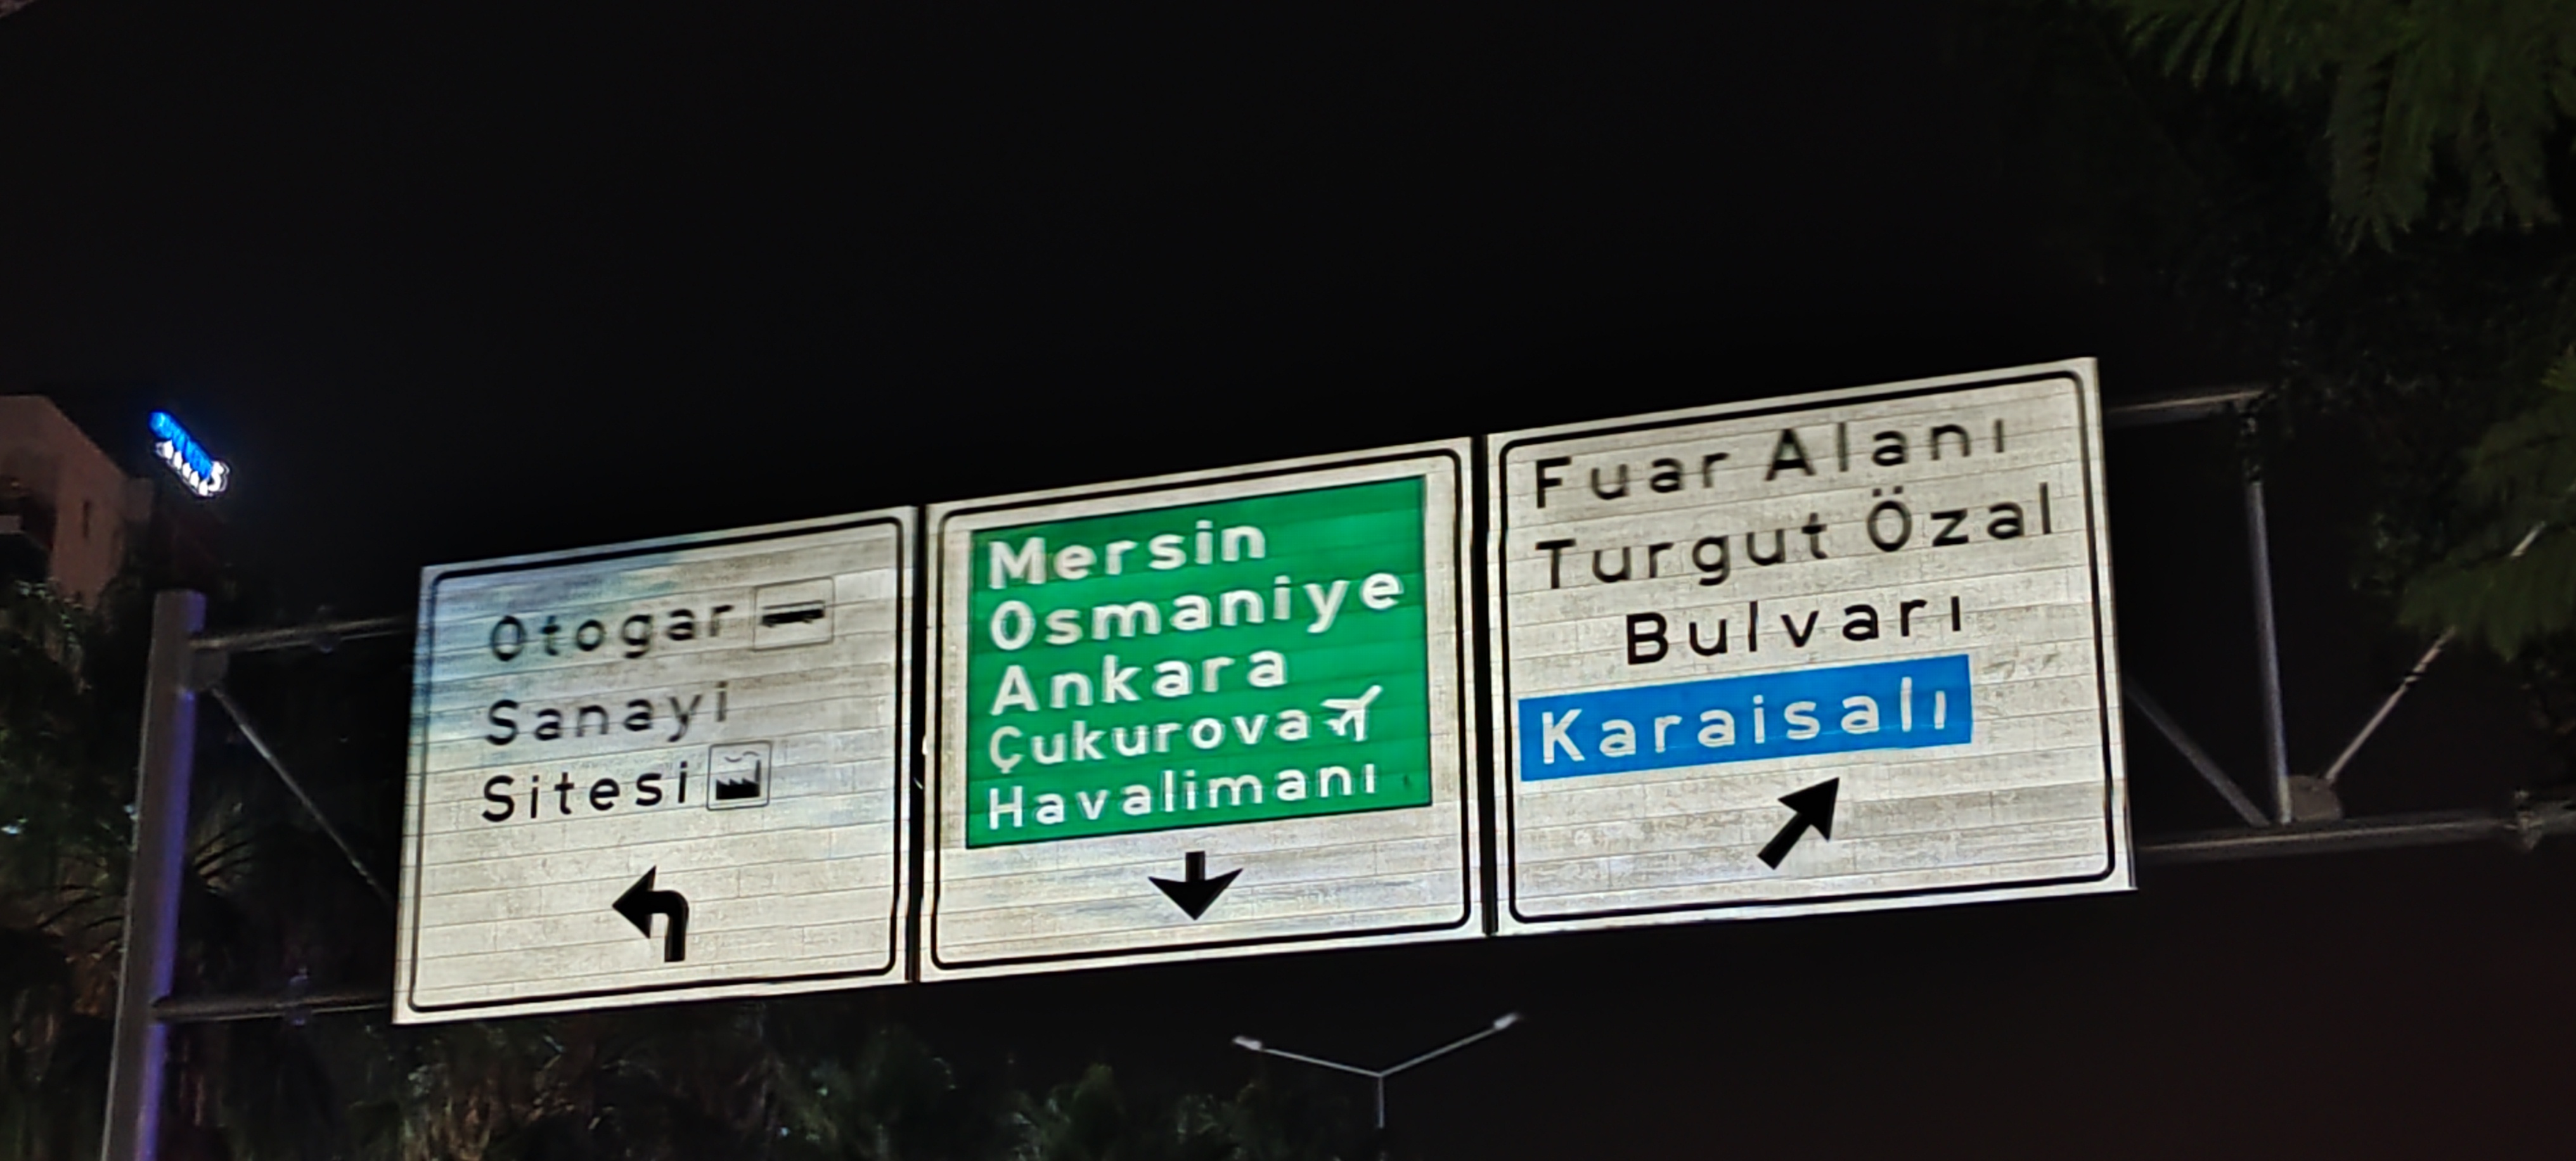 Otogar
Sanayi
Sitesi
Mersin
Osmaniye
Ankara
Çukurova
Havalimanı
Fuar Alanı
Turgut Özal
Bulvarı
Karaisalı